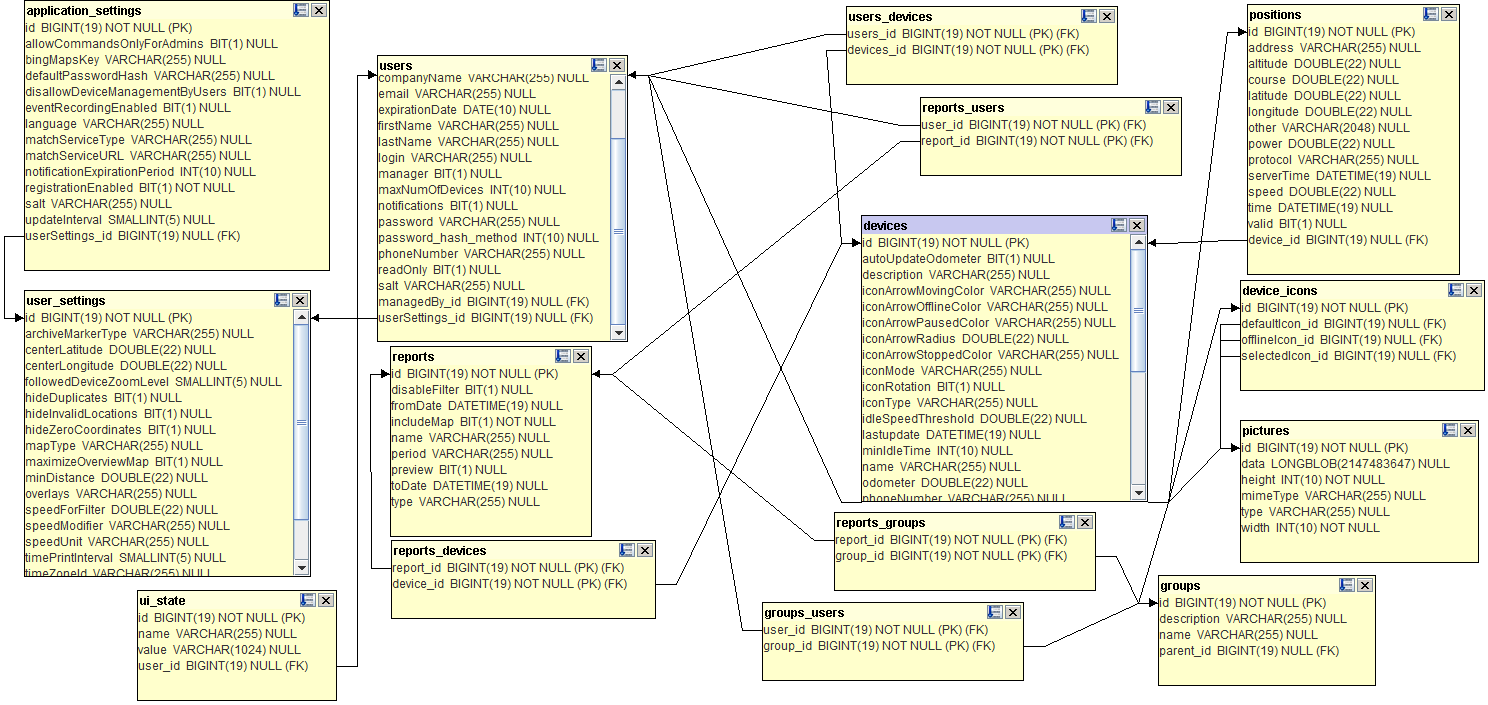 application_settings
id BIGINT(19) NOT NULL (PK)
allowCommandsOnlyForAdmins BIT(1) NULL
bingMapsKey VARCHAR(255) NULL
defaultPasswordHash VARCHAR(255) NULL
disallowDeviceManagementByUsers BIT(1) NULL
eventRecordingEnabled BIT(1) NULL
language VARCHAR(255) NULL
matchServiceType VARCHAR(255) NULL
matchServiceURL VARCHAR(255) NULL
notificationExpirationPeriod INT(10) NULL
registrationEnabled BIT(1) NOT NULL
salt VARCHAR(255) NULL
updateInterval SMALLINT(5) NULL
userSettings_id BIGINT(19) NULL (FK)
user_settings
id BIGINT(19) NOT NULL (PK)
archiveMarkerType VARCHAR(255) NULL
centerLatitude DOUBLE(22) NULL
centerLongitude DOUBLE(22) NULL
followedDeviceZoomLevel SMALLINT(5) NULL
hideDuplicates BIT(1) NULL
hideInvalidLocations BIT(1) NULL
hideZeroCoordinates BIT(1) NULL
mapType VARCHAR(255) NULL
maximizeOverviewMap BIT(1) NULL
minDistance DOUBLE(22) NULL
overlays VARCHAR(255) NULL
speedForFilter DOUBLE(22) NULL
speedModifier VARCHAR(255) NULL
speedUnit VARCHAR(255) NULL
timePrintInterval SMALLINT(5) NULL
timeZoneId VARCHAR(255) NULL
ui_state
id BIGINT(19) NOT NULL (PK)
name VARCHAR(255) NULL
value VARCHAR(1024) NULL
user_id BIGINT(19) NULL (FK)
users
companyName VARCHAR(255) NULL
email VARCHAR(255) NULL
expirationDate DATE(10) NULL
firstName VARCHAR(255) NULL
lastName VARCHAR(255) NULL
login VARCHAR(255) NULL
manager BIT(1) NULL
maxNumOfDevices INT(10) NULL
notifications BIT(1) NULL
password VARCHAR(255) NULL
password_hash_method INT(10) NULL
phoneNumber VARCHAR(255) NULL
readOnly BIT(1) NULL
salt VARCHAR(255) NULL
managedBy_id BIGINT(19) NULL (FK)
userSettings_id BIGINT(19) NULL (FK)
reports
id BIGINT(19) NOT NULL (PK)
disableFilter BIT(1) NULL
fromDate DATETIME(19) NULL
includeMap BIT(1) NOT NULL
name VARCHAR(255) NULL
period VARCHAR(255) NULL
preview BIT(1) NULL
toDate DATETIME(19) NULL
type VARCHAR(255) NULL
reports_devices
report_id BIGINT(19) NOT NULL (PK) (FK)
device_id BIGINT(19) NOT NULL (PK) (FK)
users_devices
users_id BIGINT(19) NOT NULL (PK) (FK)
devices_id BIGINT(19) NOT NULL (PK) (FK)
reports_users
user_id BIGINT(19) NOT NULL (PK) (FK)
report_id BIGINT(19) NOT NULL (PK) (FK)
devices
id BIGINT(19) NOT NULL (PK)
autoUpdateOdometer BIT(1) NULL
description VARCHAR(255) NULL
iconArrowMovingColor VARCHAR(255) NULL
iconArrowOfflineColor VARCHAR(255) NULL
iconArrowPausedColor VARCHAR(255) NULL
iconArrowRadius DOUBLE(22) NULL
iconArrowStoppedColor VARCHAR(255) NULL
iconMode VARCHAR(255) NULL
iconRotation BIT(1) NULL
iconType VARCHAR(255) NULL
idleSpeedThreshold DOUBLE(22) NULL
lastupdate DATETIME(19) NULL
minIdleTime INT(10) NULL
name VARCHAR(255) NULL
odometer DOUBLE(22) NULL
phoneNumber VARCHAR(255) NULL
reports_groups
report_id BIGINT(19) NOT NULL (PK) (FK)
group_id BIGINT(19) NOT NULL (PK) (FK)
groups_users
user_id BIGINT(19) NOT NULL (PK) (FK)
group_id BIGINT(19) NOT NULL (PK) (FK)
positions
id BIGINT(19) NOT NULL (PK)
address VARCHAR(255) NULL
altitude DOUBLE(22) NULL
course DOUBLE(22) NULL
latitude DOUBLE(22) NULL
longitude DOUBLE(22) NULL
other VARCHAR(2048) NULL
power DOUBLE(22) NULL
protocol VARCHAR(255) NULL
serverTime DATETIME(19) NULL
speed DOUBLE(22) NULL
time DATETIME(19) NULL
valid BIT(1) NULL
device_id BIGINT(19) NULL (FK)
device_icons
id BIGINT(19) NOT NULL (PK)
defaultIcon_id BIGINT(19) NULL (FK)
offlineIcon_id BIGINT(19) NULL (FK)
selectedIcon_id BIGINT(19) NULL (FK)
pictures
id BIGINT(19) NOT NULL (PK)
data LONGBLOB(2147483647) NULL
height INT(10) NOT NULL
mimeType VARCHAR(255) NULL
type VARCHAR(255) NULL
width INT(10) NOT NULL
groups
id BIGINT(19) NOT NULL (PK)
description VARCHAR(255) NULL
name VARCHAR(255) NULL
parent_id BIGINT(19) NULL (FK)